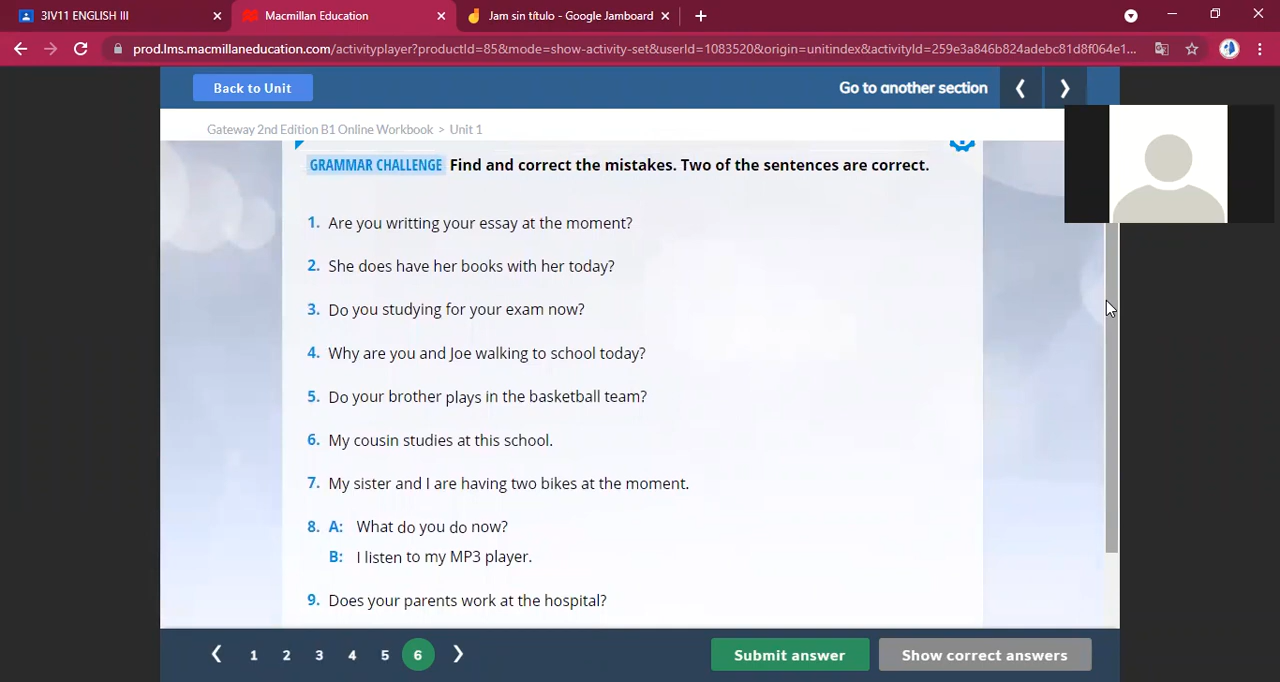 3IV11 ENGLISH III
Macmillan Education
Jam sin título - Google Jamboard
prod.lms.macmillaneducation.com/activityplayer?productId=85&mode=show-activity-set&userId=1083520&origin=unitindex&activityId=259e3a846b824adebc81d8f064e1...
Back to Unit
Go to another section
Gateway 2nd Edition B1 Online Workbook > Unit 1
GRAMMAR CHALLENGE Find and correct the mistakes. Two of the sentences are correct.
1. Are you writting your essay at the moment?
2. She does have her books with her today?
3. Do you studying for your exam now?
4. Why are you and Joe walking to school today?
5. Do your brother plays in the basketball team?
6. My cousin studies at this school.
7. My sister and I are having two bikes at the moment.
8. A: What do you do now?
B: I listen to my MP3 player.
9. Does your parents work at the hospital?
1 2 3 4 5 6
Submit answer
Show correct answers